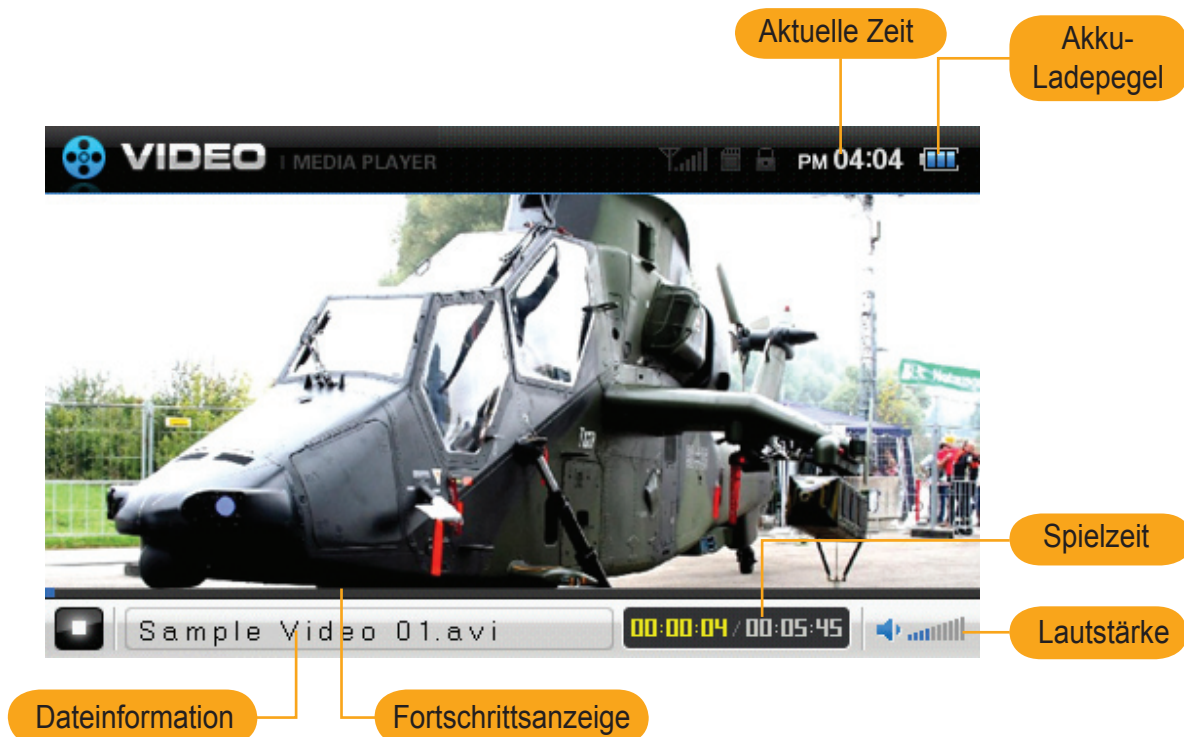 Aktuelle Zeit
Akku-
Ladepegel
VIDEO | MEDIA PLAYER
PM 04:04
Spielzeit
Sample Video 01.avi
00:00:04/00:05:45
Lautstärke
Dateinformation
Fortschrittsanzeige